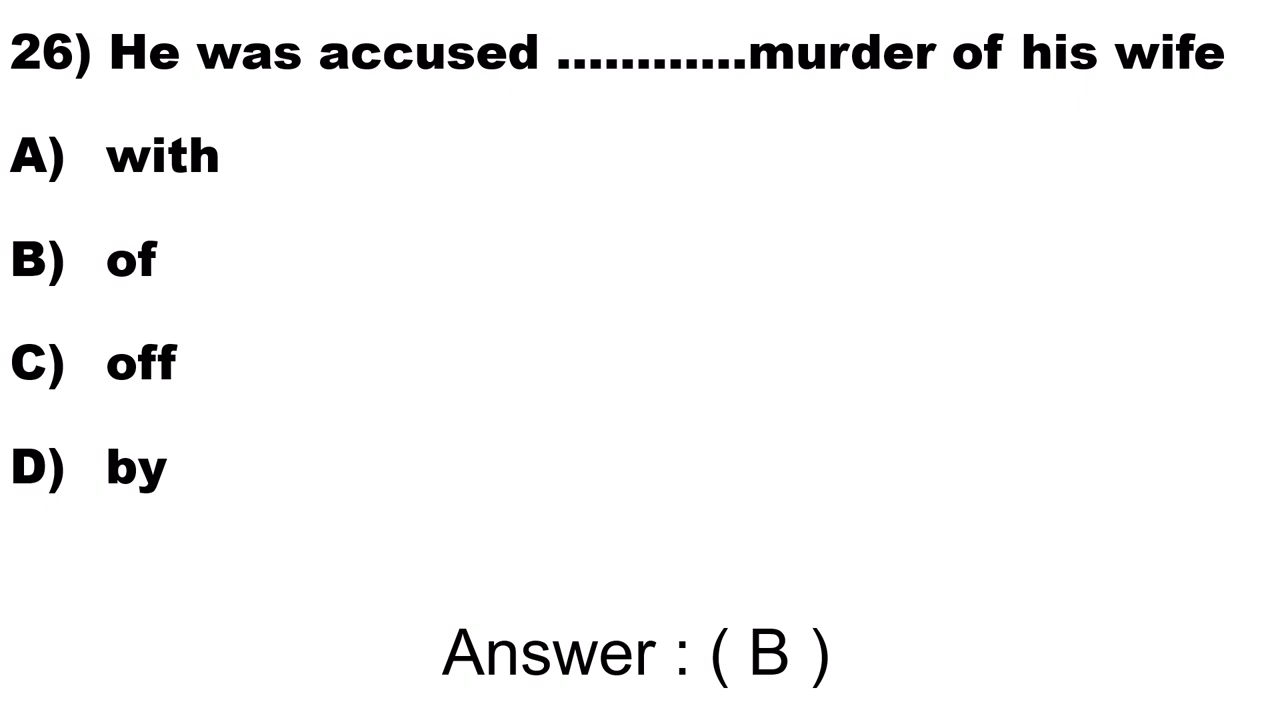 26) He was accused ............murder of his wife
A) with
B) of
C) off
D) by
Answer : ( B )